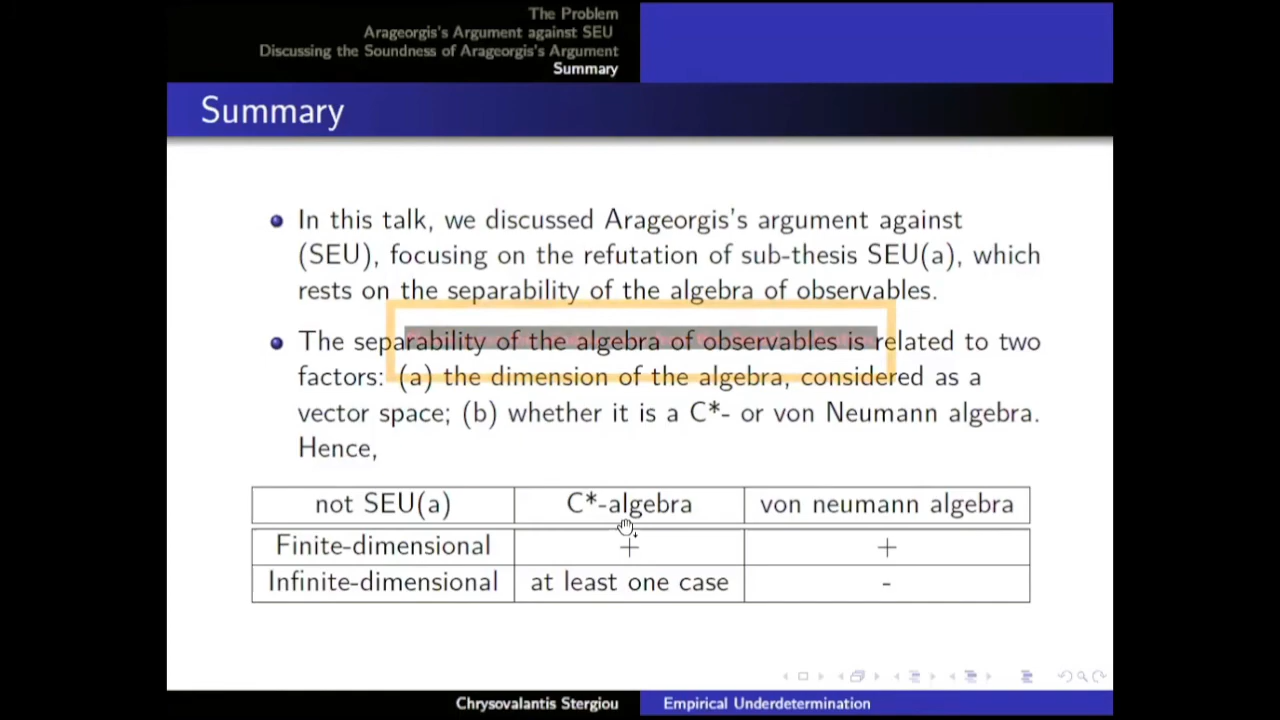 The Problem
Arageorgis's Argument against SEU
Discussing the Soundness of Arageorgis's Argument
Summary
Summary
In this talk, we discussed Arageorgis's argument against
(SEU), focusing on the refutation of sub-thesis SEU(a), which
rests on the separability of the algebra of observables.
The separability of the algebra of observables is related to two
factors: (a) the dimension of the algebra, considered as a
vector space; (b) whether it is a C*- or von Neumann algebra.
Hence,
not SEU(a) C*-algebra von neumann algebra
Finite-dimensional + +
Infinite-dimensional at least one case -
Chrysovalantis Stergiou Empirical Underdetermination